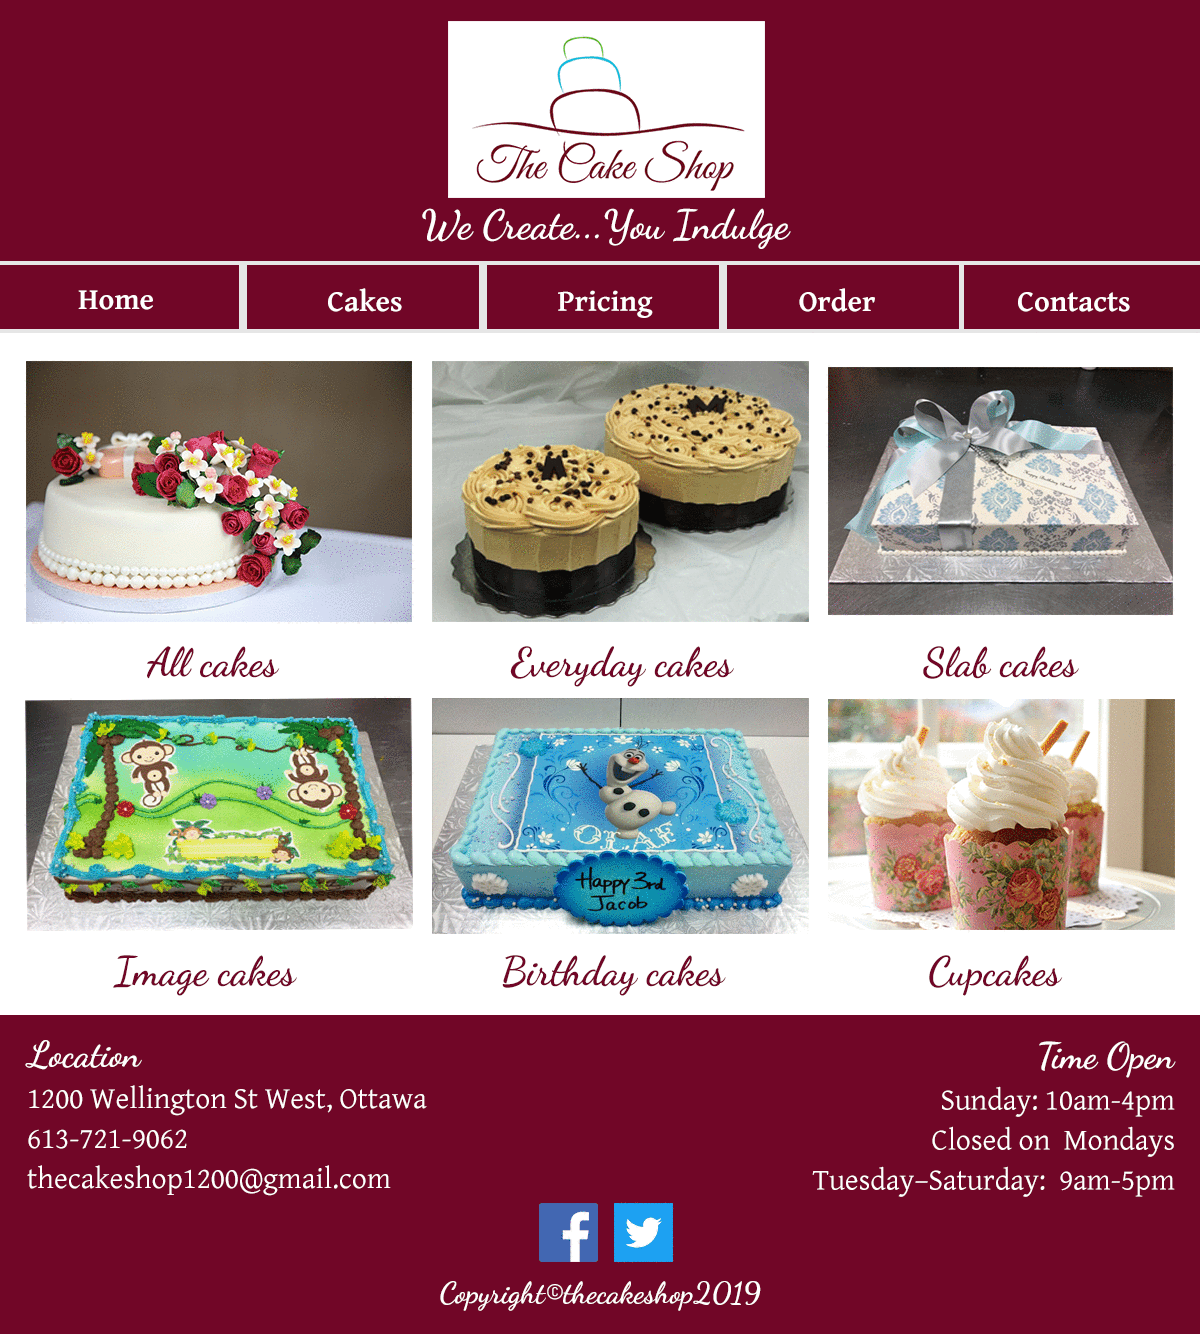 The Cake Shop
We Create...You Indulge
Home
Cakes
Pricing
Order
Contacts
All cakes
Everyday cakes
Happy Birthday
Slab cakes
OLAF
Happy 3rd
Jacob
Image cakes
Birthday cakes
Cupcakes
Location
1200 Wellington St West, Ottawa
613-721-9062
thecakeshop1200@gmail.com
Time Open
Sunday: 10am-4pm
Closed on  Mondays
Tuesday–Saturday:  9am-5pm
f
Copyright©thecakeshop2019